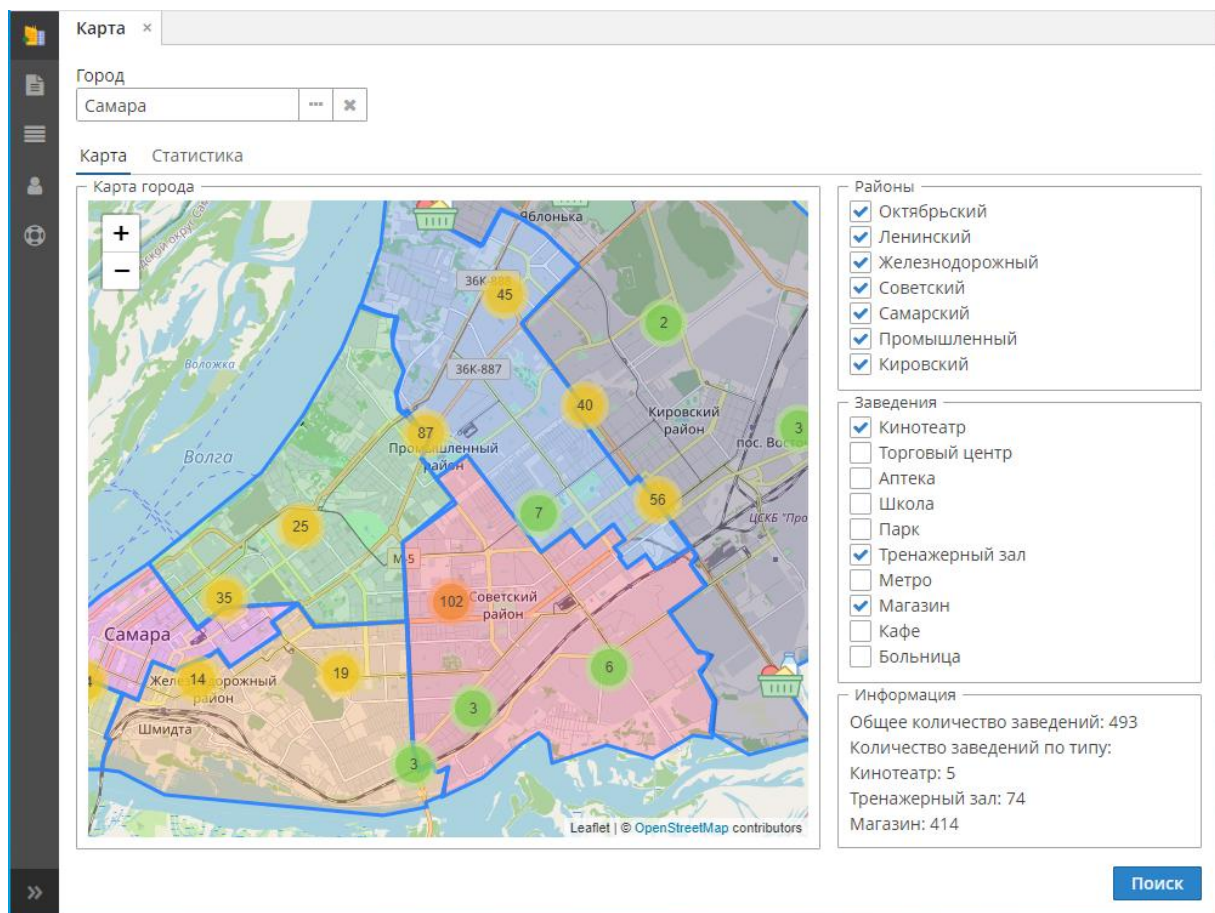 Карта ×
Город
Самара
Карта Статистика
Карта города
+
−
Яблонька
45
2
Воложка
36К-887
40
Кировский
район
3
87
Волга
Промышленный
район
56
7
25
М-5
35
102
Советский
район
Самара
6
14
19
Железнодорожный
район
3
Шмидта
3
Leaflet | © OpenStreetMap contributors
Районы
Октябрьский
Ленинский
Железнодорожный
Советский
Самарский
Промышленный
Кировский
Заведения
Кинотеатр
Торговый центр
Аптека
Школа
Парк
Тренажерный зал
Метро
Магазин
Кафе
Больница
Информация
Общее количество заведений: 493
Количество заведений по типу:
Кинотеатр: 5
Тренажерный зал: 74
Магазин: 414
Поиск